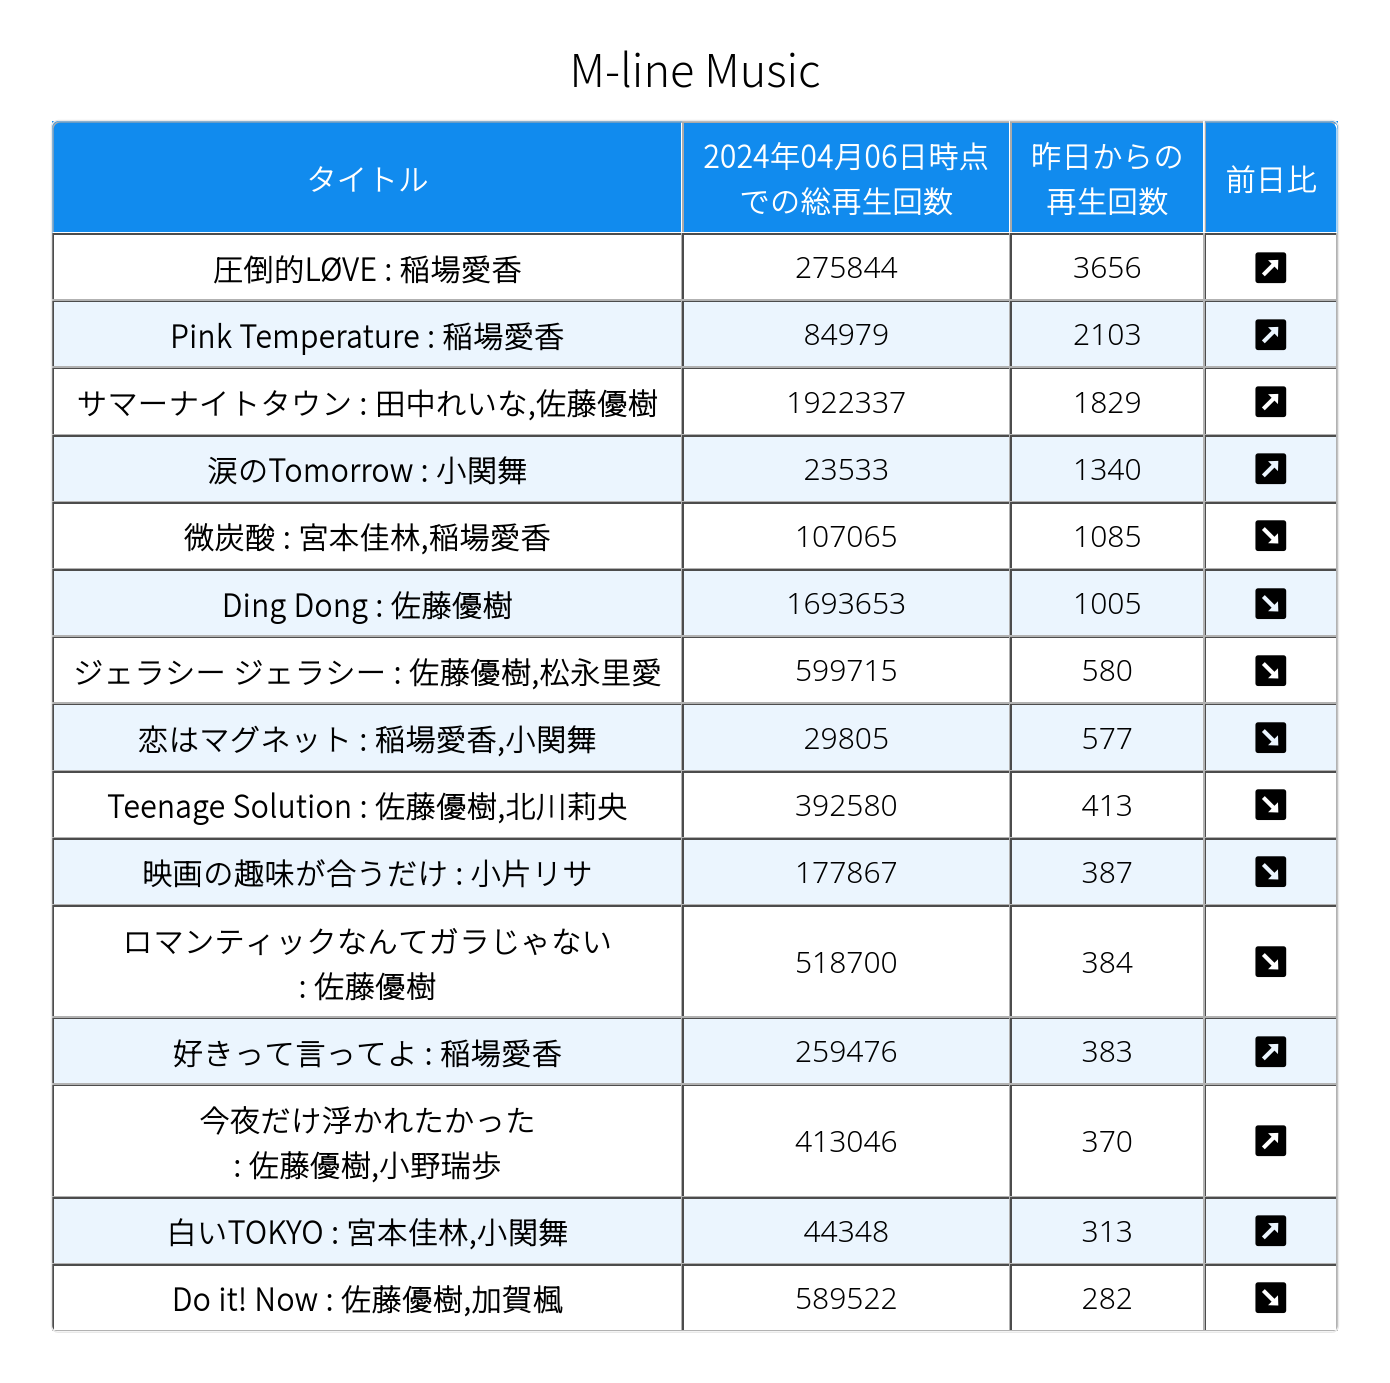 M-line Music
タイトル
2024年04月06日時点
での総再生回数
昨日からの
再生回数
前日比
圧倒的LØVE : 稲場愛香 275844 3656
Pink Temperature : 稲場愛香 84979 2103
サマーナイトタウン : 田中れいな,佐藤優樹 1922337 1829
涙のTomorrow : 小関舞 23533 1340
微炭酸 : 宮本佳林,稲場愛香 107065 1085
Ding Dong : 佐藤優樹 1693653 1005
ジェラシー ジェラシー : 佐藤優樹,松永里愛 599715 580
恋はマグネット : 稲場愛香,小関舞 29805 577
Teenage Solution : 佐藤優樹,北川莉央 392580 413
映画の趣味が合うだけ : 小片リサ 177867 387
ロマンティックなんてガラじゃない
: 佐藤優樹 518700 384
好きって言ってよ : 稲場愛香 259476 383
今夜だけ浮かれたかった
: 佐藤優樹,小野瑞歩 413046 370
白いTOKYO : 宮本佳林,小関舞 44348 313
Do it! Now : 佐藤優樹,加賀楓 589522 282